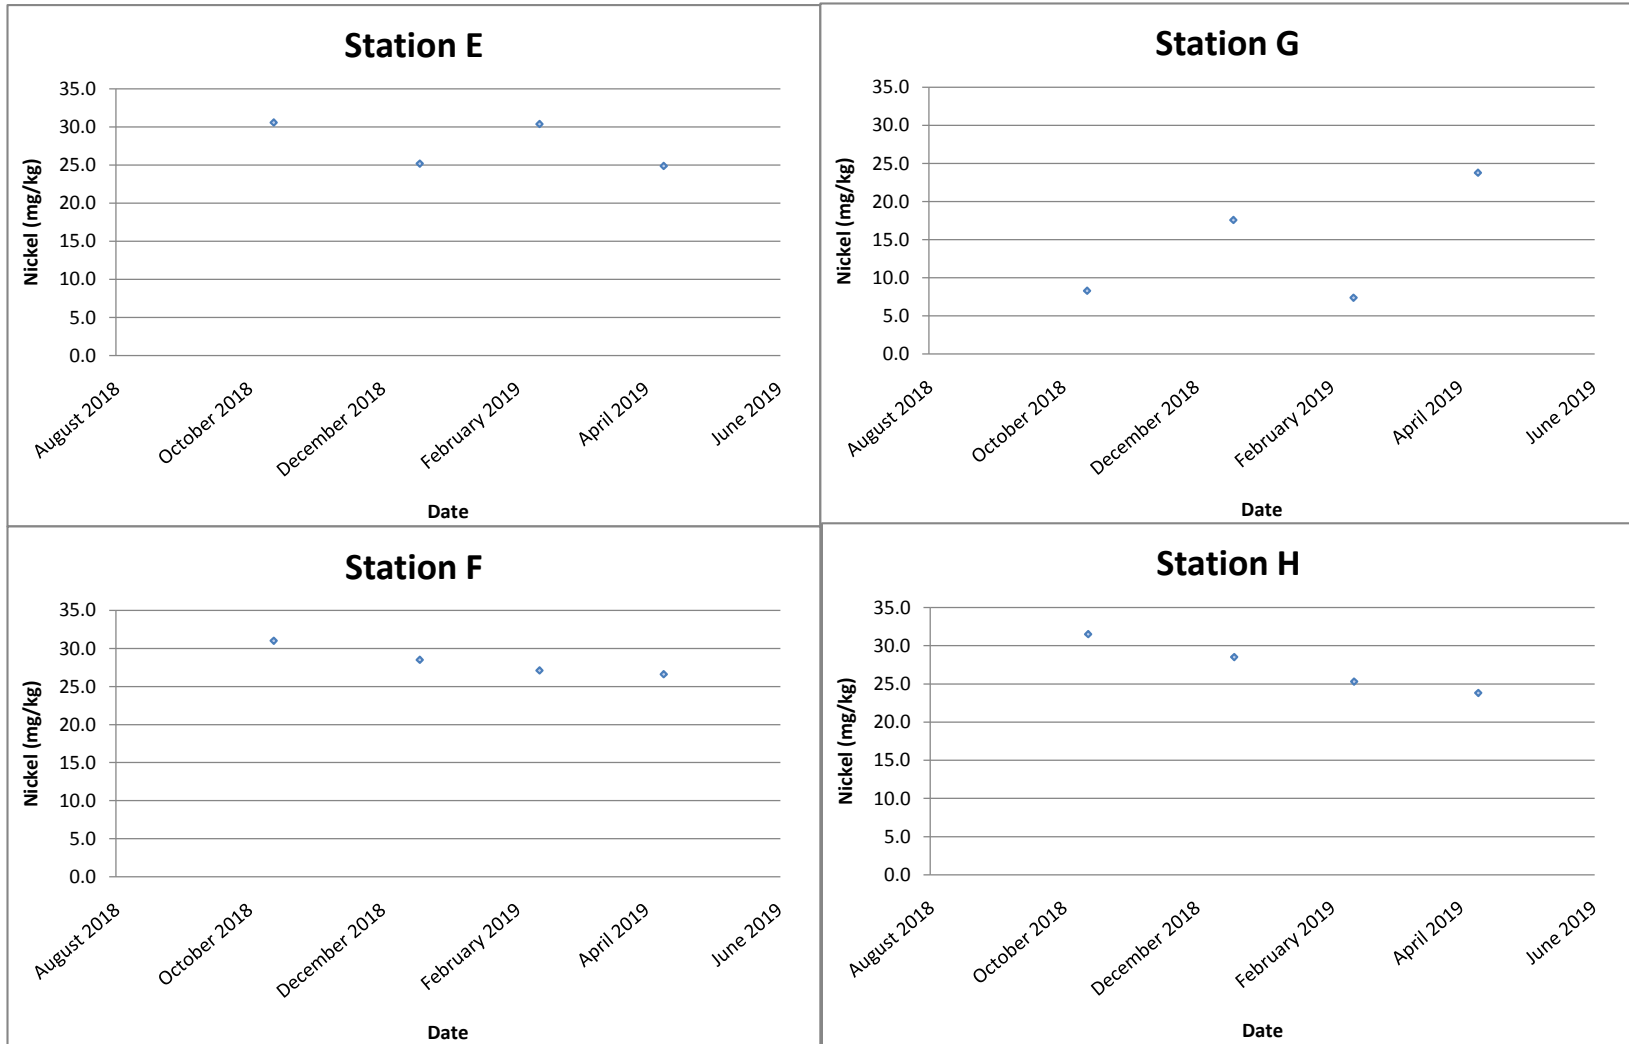 Station E
35.0
30.0
25.0
20.0
15.0
10.0
5.0
0.0
Nickel (mg/kg)
August 2018
October 2018
December 2018
February 2019
April 2019
June 2019
Date
Station G
35.0
30.0
25.0
20.0
15.0
10.0
5.0
0.0
Nickel (mg/kg)
August 2018
October 2018
December 2018
February 2019
April 2019
June 2019
Date
Station F
35.0
30.0
25.0
20.0
15.0
10.0
5.0
0.0
Nickel (mg/kg)
August 2018
October 2018
December 2018
February 2019
April 2019
June 2019
Date
Station H
35.0
30.0
25.0
20.0
15.0
10.0
5.0
0.0
Nickel (mg/kg)
August 2018
October 2018
December 2018
February 2019
April 2019
June 2019
Date